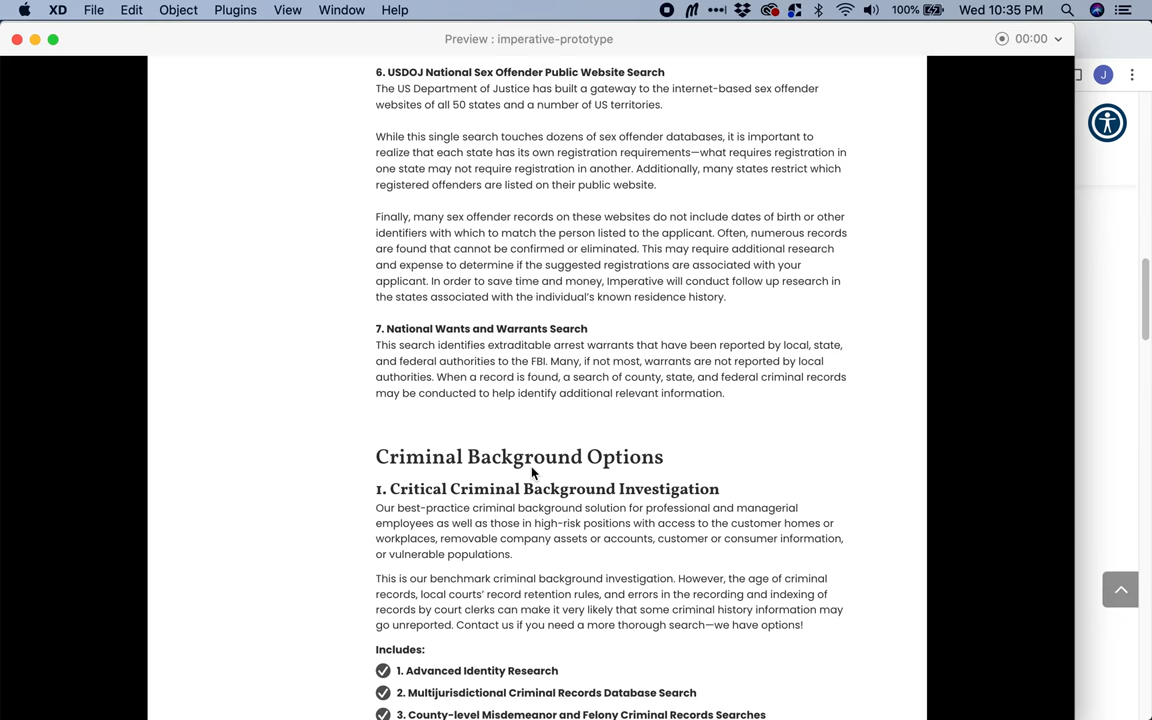 XD File Edit Object Plugins View Window Help 100% Wed 10:35 PM
Preview : imperative-prototype
00:00
J
6. USDOJ National Sex Offender Public Website Search
The US Department of Justice has built a gateway to the internet-based sex offender
websites of all 50 states and a number of US territories.
While this single search touches dozens of sex offender databases, it is important to
realize that each state has its own registration requirements—what requires registration in
one state may not require registration in another. Additionally, many states restrict which
registered offenders are listed on their public website.
Finally, many sex offender records on these websites do not include dates of birth or other
identifiers with which to match the person listed to the applicant. Often, numerous records
are found that cannot be confirmed or eliminated. This may require additional research
and expense to determine if the suggested registrations are associated with your
applicant. In order to save time and money, Imperative will conduct follow up research in
the states associated with the individual's known residence history.
7. National Wants and Warrants Search
This search identifies extraditable arrest warrants that have been reported by local, state,
and federal authorities to the FBI. Many, if not most, warrants are not reported by local
authorities. When a record is found, a search of county, state, and federal criminal records
may be conducted to help identify additional relevant information.
Criminal Background Options
1. Critical Criminal Background Investigation
Our best-practice criminal background solution for professional and managerial
employees as well as those in high-risk positions with access to the customer homes or
workplaces, removable company assets or accounts, customer or consumer information,
or vulnerable populations.
This is our benchmark criminal background investigation. However, the age of criminal
records, local courts' record retention rules, and errors in the recording and indexing of
records by court clerks can make it very likely that some criminal history information may
go unreported. Contact us if you need a more thorough search—we have options!
Includes:
1. Advanced Identity Research
2. Multijurisdictional Criminal Records Database Search
3. County-level Misdemeanor and Felony Criminal Records Searches